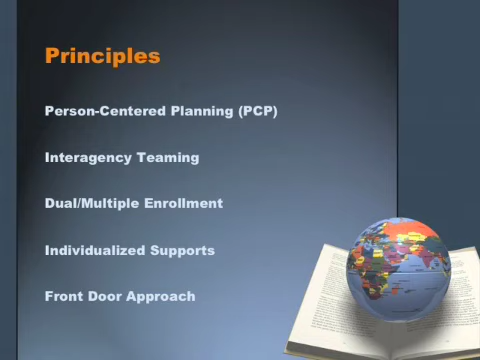 Principles
Person-Centered Planning (PCP)
Interagency Teaming
Dual/Multiple Enrollment
Individualized Supports
Front Door Approach